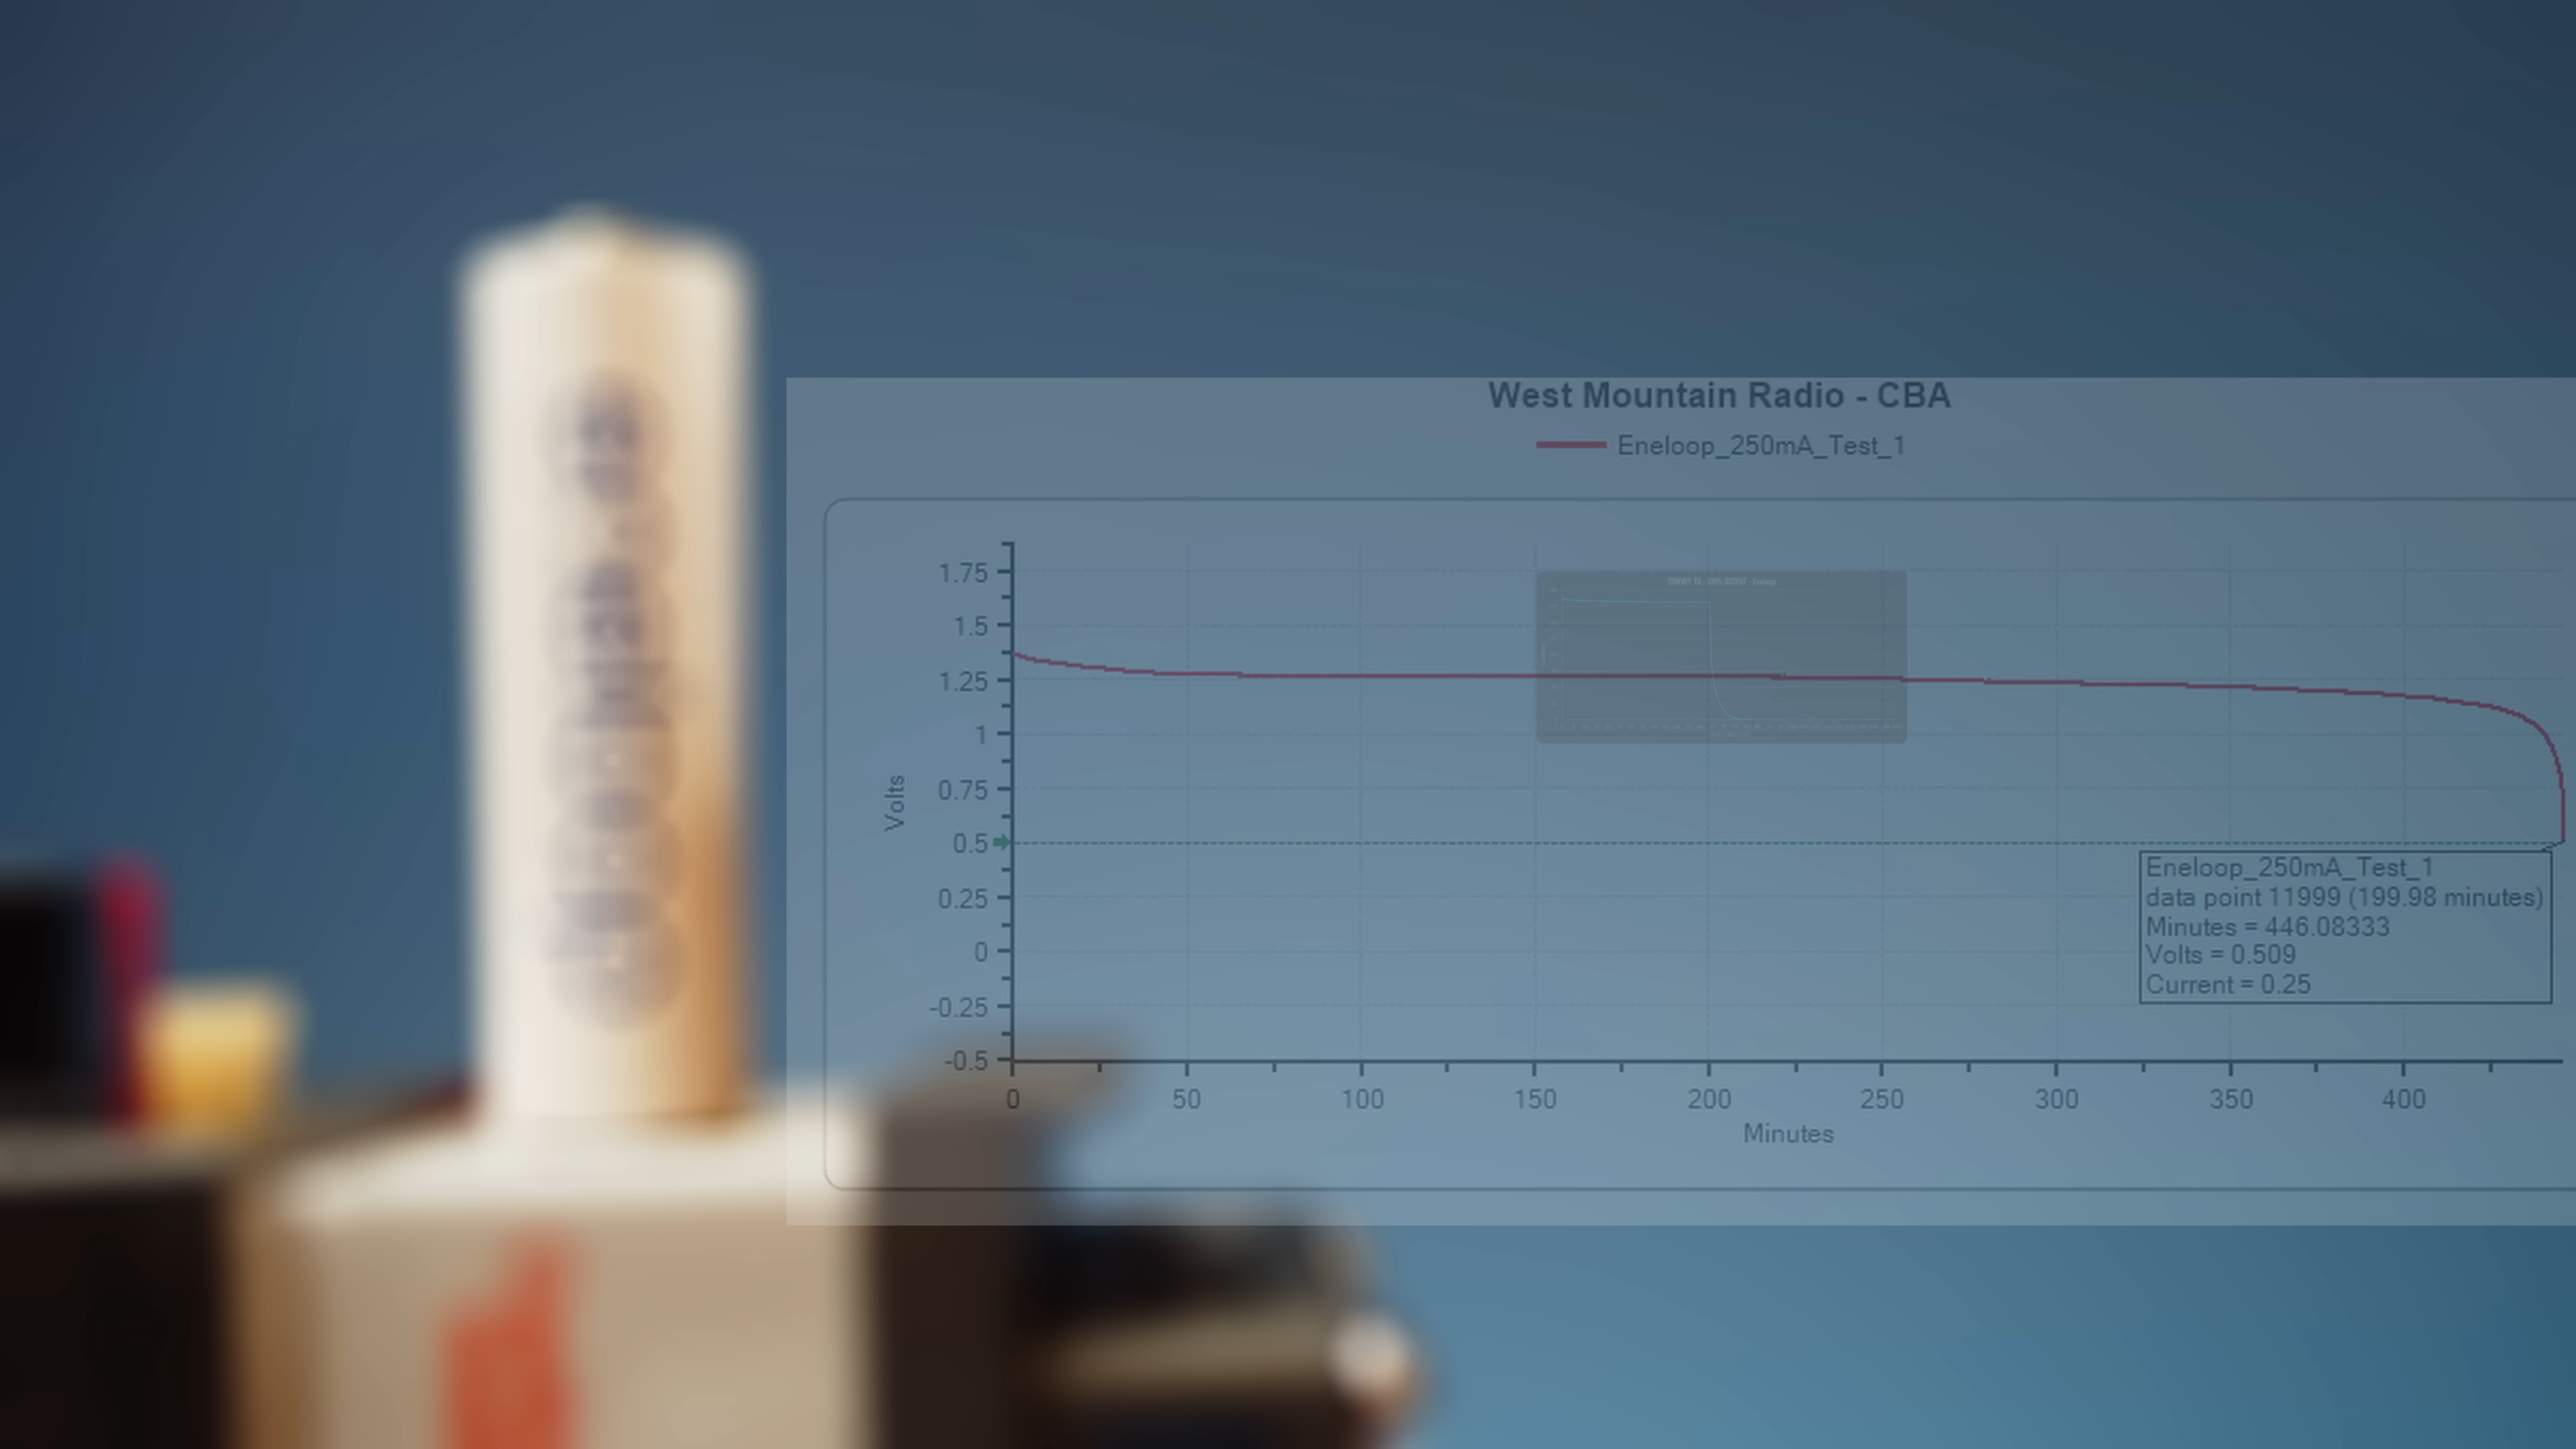 West Mountain Radio - CBA
Eneloop_250mA_Test_1
1.75
1.5
1.25
1
0.75
0.5
0.25
0
-0.25
-0.5
Volts
0 50 100 150 200 250 300 350 400
Minutes
Eneloop_250mA_Test_1
data point 11999 (199.98 minutes)
Minutes = 446.08333
Volts = 0.509
Current = 0.25